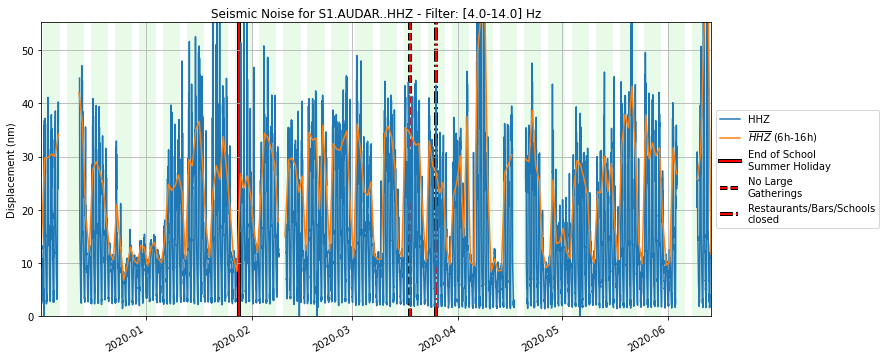 Seismic Noise for S1.AUDAR..HHZ - Filter: [4.0-14.0] Hz
Displacement (nm)
50
40
30
20
10
0
2020-01
2020-02
2020-03
2020-04
2020-05
2020-06
HHZ
HHZ (6h-16h)
End of School
Summer Holiday
No Large
Gatherings
Restaurants/Bars/Schools
closed